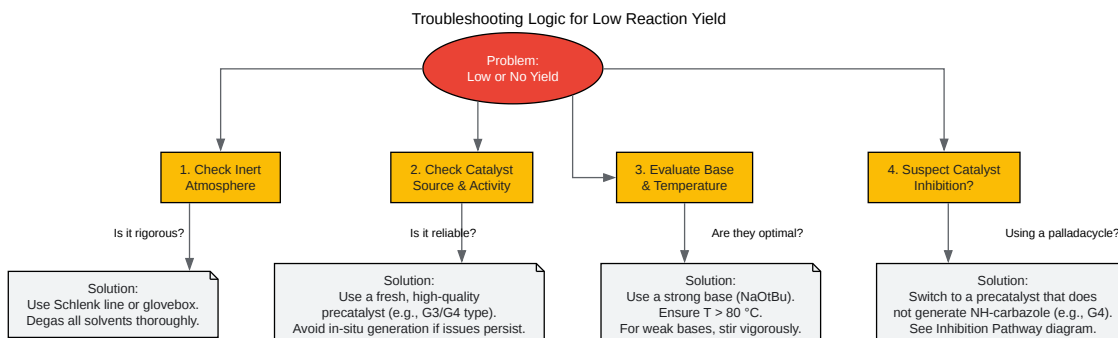 Troubleshooting Logic for Low Reaction Yield
Problem:
Low or No Yield
1. Check Inert
Atmosphere
2. Check Catalyst
Source & Activity
3. Evaluate Base
& Temperature
4. Suspect Catalyst
Inhibition?
Is it rigorous?
Is it reliable?
Are they optimal?
Using a palladacycle?
Solution:
Use Schlenk line or glovebox.
Degas all solvents thoroughly.
Solution:
Use a fresh, high-quality
precatalyst (e.g., G3/G4 type).
Avoid in-situ generation if issues persist.
Solution:
Use a strong base (NaOtBu).
Ensure T > 80 °C.
For weak bases, stir vigorously.
Solution:
Switch to a precatalyst that does
not generate NH-carbazole (e.g., G4).
See Inhibition Pathway diagram.